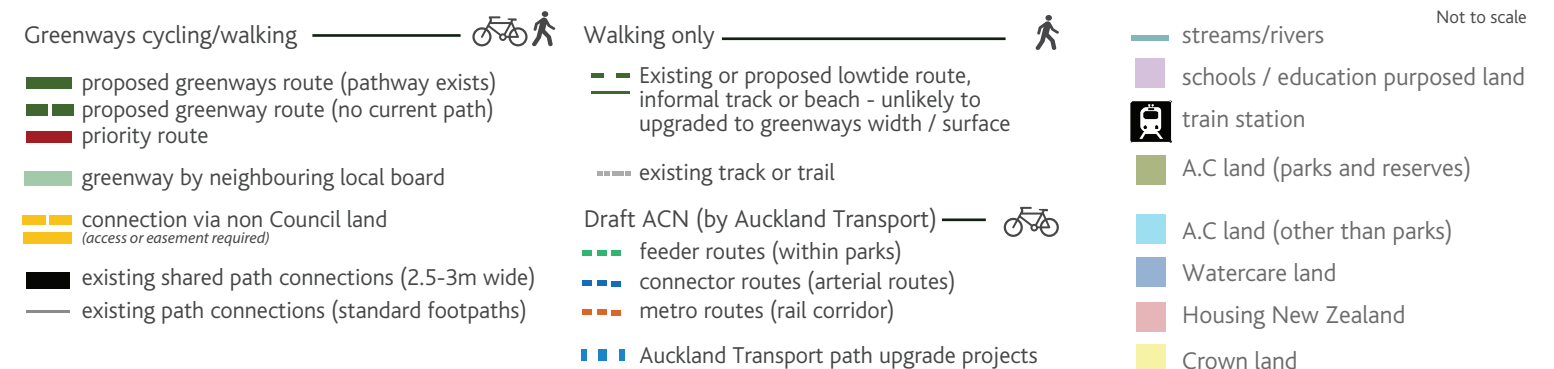 Greenways cycling/walking
proposed greenways route (pathway exists)
proposed greenway route (no current path)
priority route
greenway by neighbouring local board
connection via non Council land
(access or easement required)
existing shared path connections (2.5-3m wide)
existing path connections (standard footpaths)
Walking only
Existing or proposed lowtide route,
informal track or beach - unlikely to
upgraded to greenways width / surface
existing track or trail
Draft ACN (by Auckland Transport)
feeder routes (within parks)
connector routes (arterial routes)
metro routes (rail corridor)
Auckland Transport path upgrade projects
Not to scale
streams/rivers
schools / education purposed land
train station
A.C land (parks and reserves)
A.C land (other than parks)
Watercare land
Housing New Zealand
Crown land